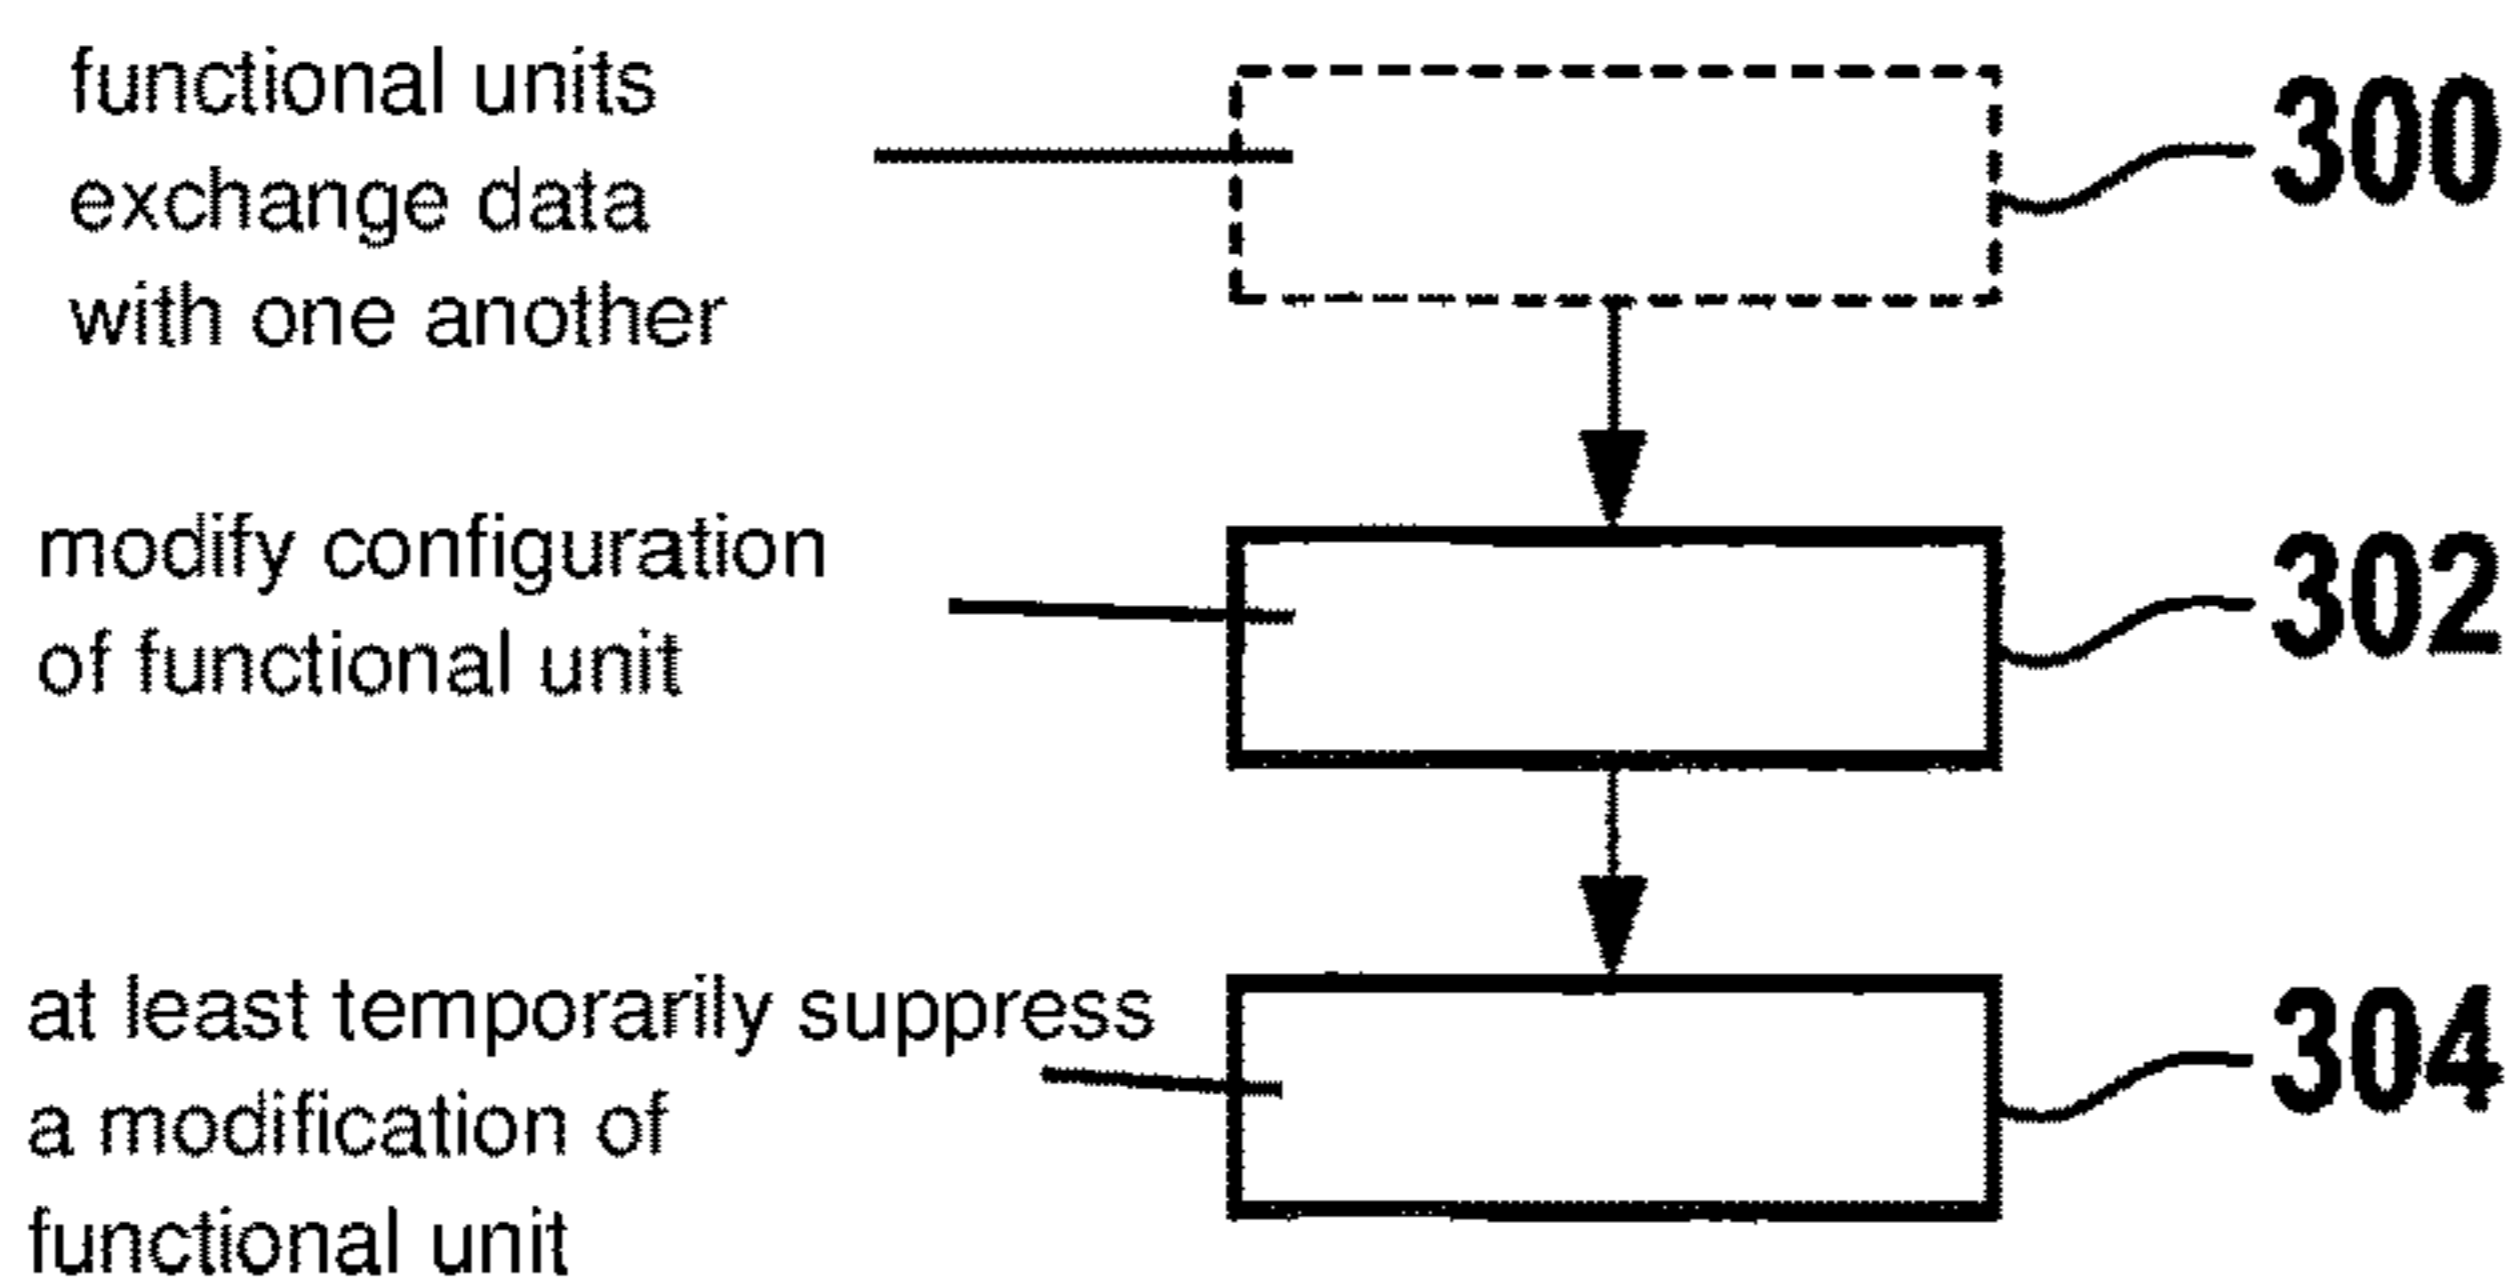 functional units
exchange data
with one another
300
modify configuration
of functional unit
302
at least temporarily suppress
a modification of
functional unit
304